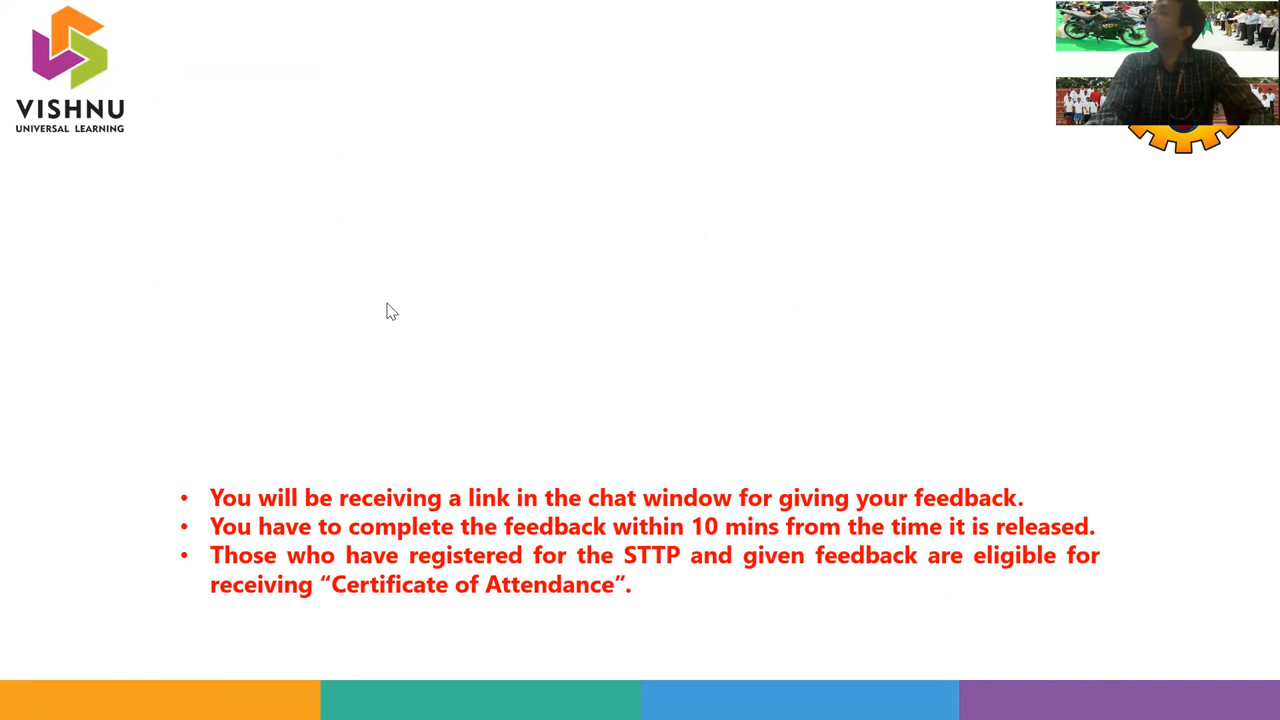 VISHNU
UNIVERSAL LEARNING
• You will be receiving a link in the chat window for giving your feedback.
• You have to complete the feedback within 10 mins from the time it is released.
• Those who have registered for the STTP and given feedback are eligible for
receiving “Certificate of Attendance”.